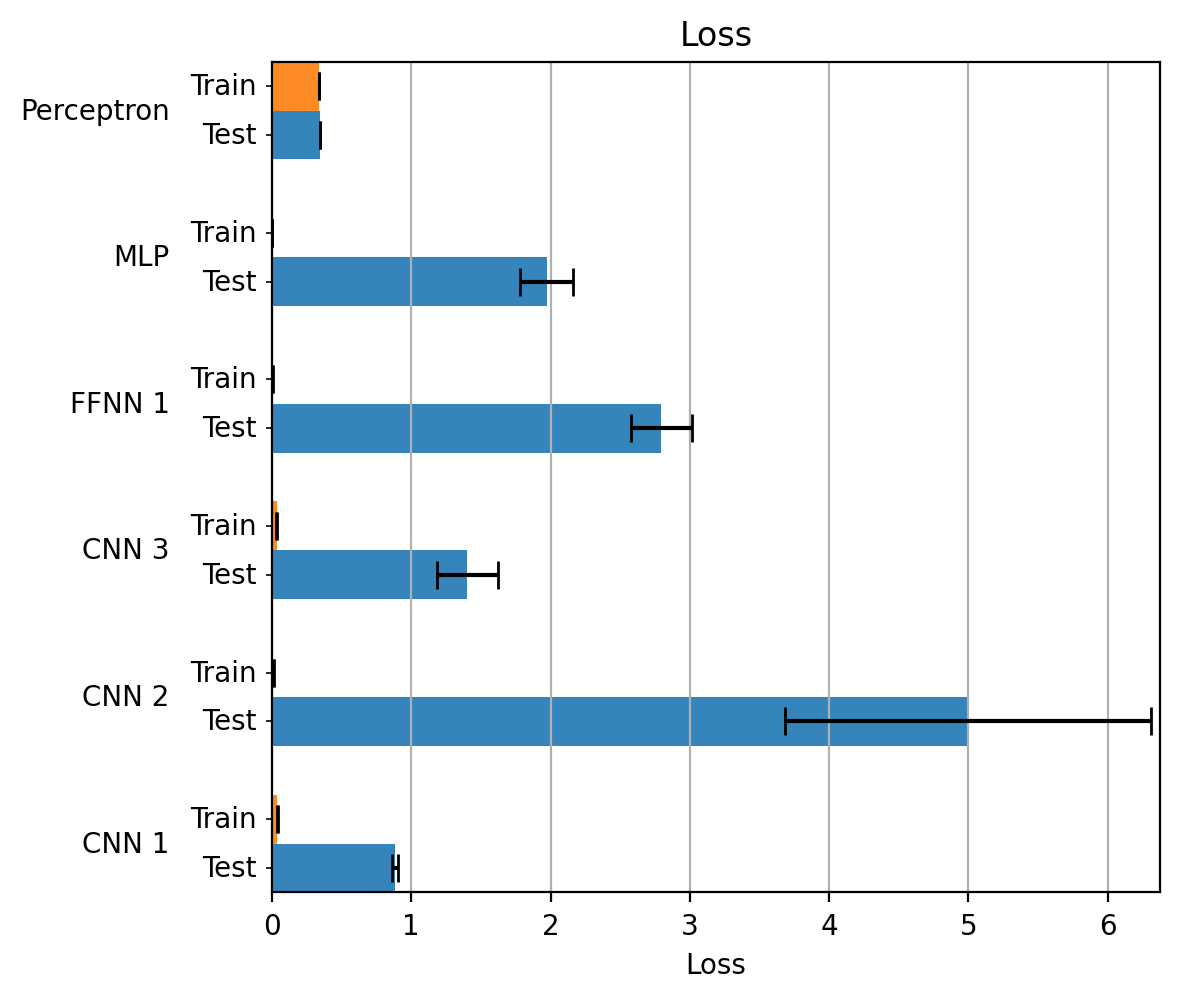 Loss
Train
Perceptron
Test
Train
MLP
Test
Train
FFNN 1
Test
Train
CNN 3
Test
Train
CNN 2
Test
Train
CNN 1
Test
0 1 2 3 4 5 6
Loss